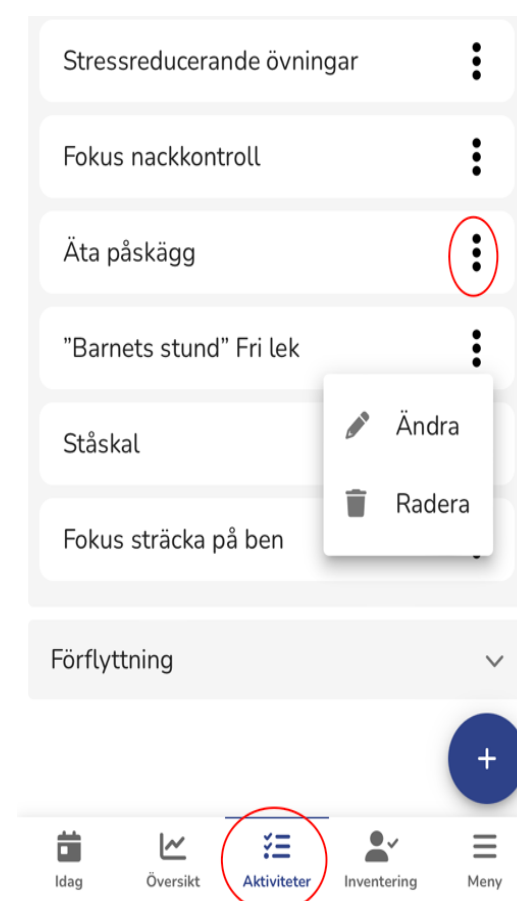 Stressreducerande övningar
Fokus nackkontroll
Äta påskägg
”Barnets stund” Fri lek
Ändra
Ståskal
Radera
Fokus sträcka på ben
Förflyttning
+
Idag
Översikt
Aktiviteter
Inventering
Meny